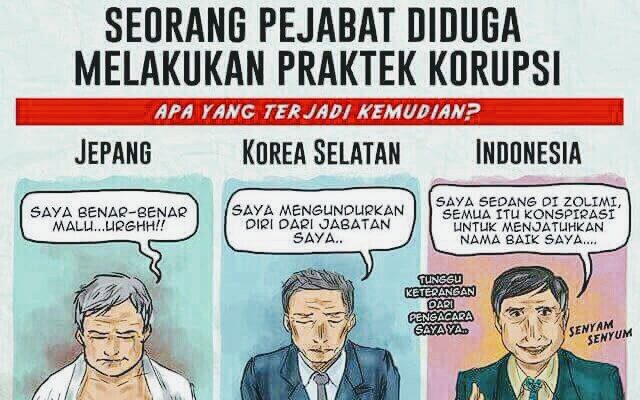 SEORANG PEJABAT DIDUGA
MELAKUKAN PRAKTEK KORUPSI
APA YANG TERJADI KEMUDIAN?
JEPANG
SAYA BENAR-BENAR
MALU...URGHH!!
KOREA SELATAN
SAYA MENGUNDURKAN
DIRI DARI JABATAN
SAYA..
INDONESIA
SAYA SEDANG DI ZOLIMI,
SEMUA ITU KONSPIRASI
UNTUK MENJATUHKAN
NAMA BAIK SAYA....
TUNGGU
KETERANGAN
DARI
PENGACARA
SAYA YA..
SENYAM
SENYUM